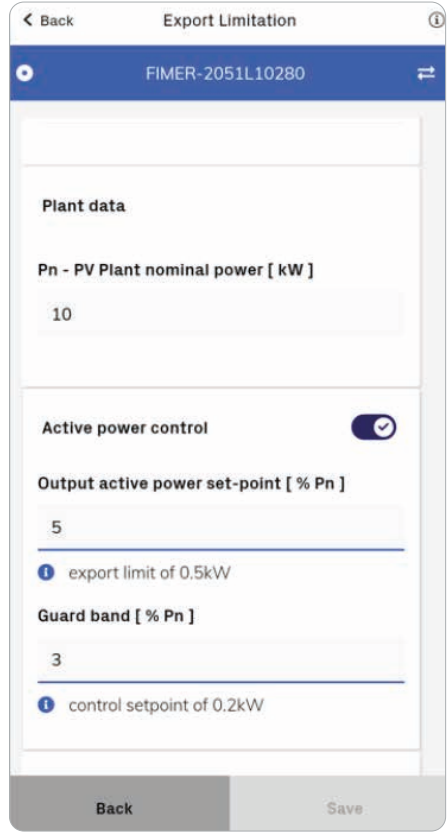 Back Export Limitation
FIMER-2051L10280
Plant data
Pn - PV Plant nominal power [ kW ]
10
Active power control
Output active power set-point [ % Pn ]
5
export limit of 0.5kW
Guard band [ % Pn ]
3
control setpoint of 0.2kW
Back Save